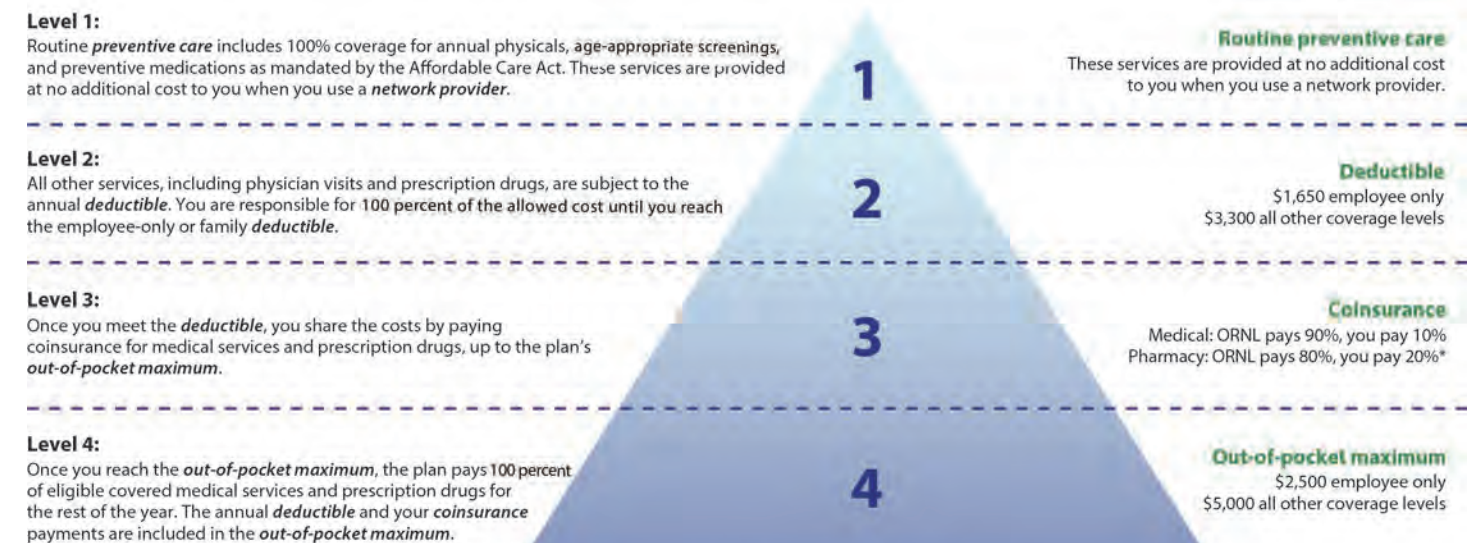 Level 1:
Routine preventive care includes 100% coverage for annual physicals, age-appropriate screenings,
and preventive medications as mandated by the Affordable Care Act. These services are provided
at no additional cost to you when you use a network provider.
1
Routine preventive care
These services are provided at no additional cost
to you when you use a network provider.
Level 2:
All other services, including physician visits and prescription drugs, are subject to the
annual deductible. You are responsible for 100 percent of the allowed cost until you reach
the employee-only or family deductible.
2
Deductible
$1,650 employee only
$3,300 all other coverage levels
Level 3:
Once you meet the deductible, you share the costs by paying
coinsurance for medical services and prescription drugs, up to the plan's
out-of-pocket maximum.
3
Coinsurance
Medical: ORNL pays 90%, you pay 10%
Pharmacy: ORNL pays 80%, you pay 20%*
Level 4:
Once you reach the out-of-pocket maximum, the plan pays 100 percent
of eligible covered medical services and prescription drugs for
the rest of the year. The annual deductible and your coinsurance
payments are included in the out-of-pocket maximum.
4
Out-of-pocket maximum
$2,500 employee only
$5,000 all other coverage levels